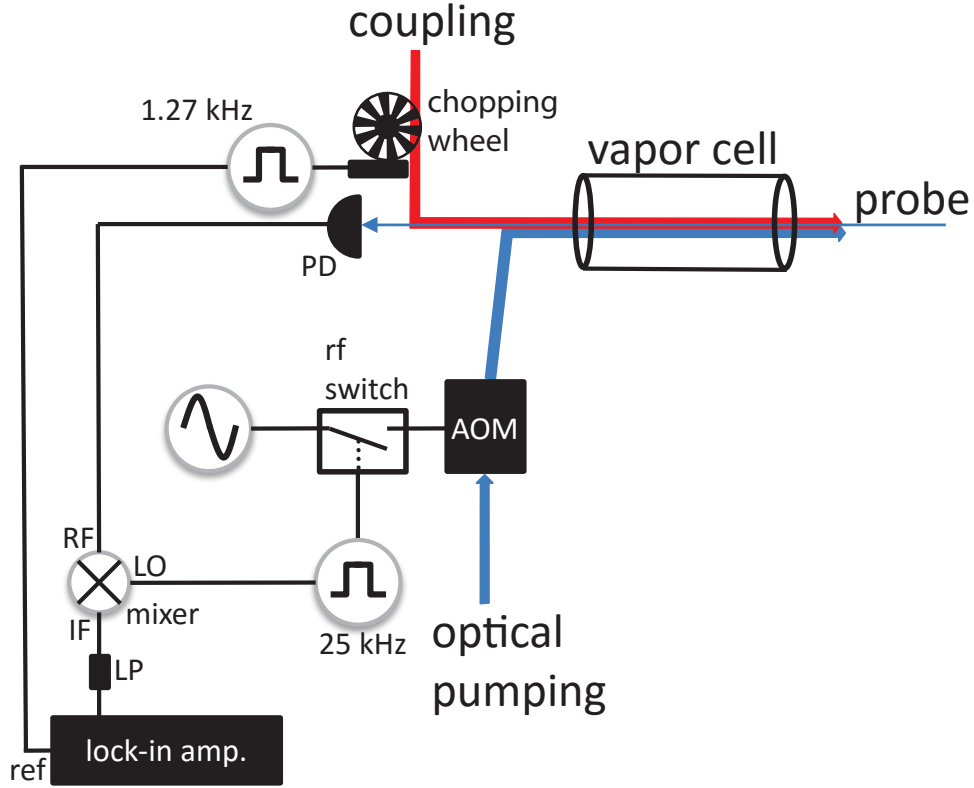 coupling
1.27 kHz
chopping
wheel
vapor cell
probe
PD
rf
switch
AOM
RF
LO
mixer
IF
25 kHz
optical
pumping
LP
lock-in amp.
ref